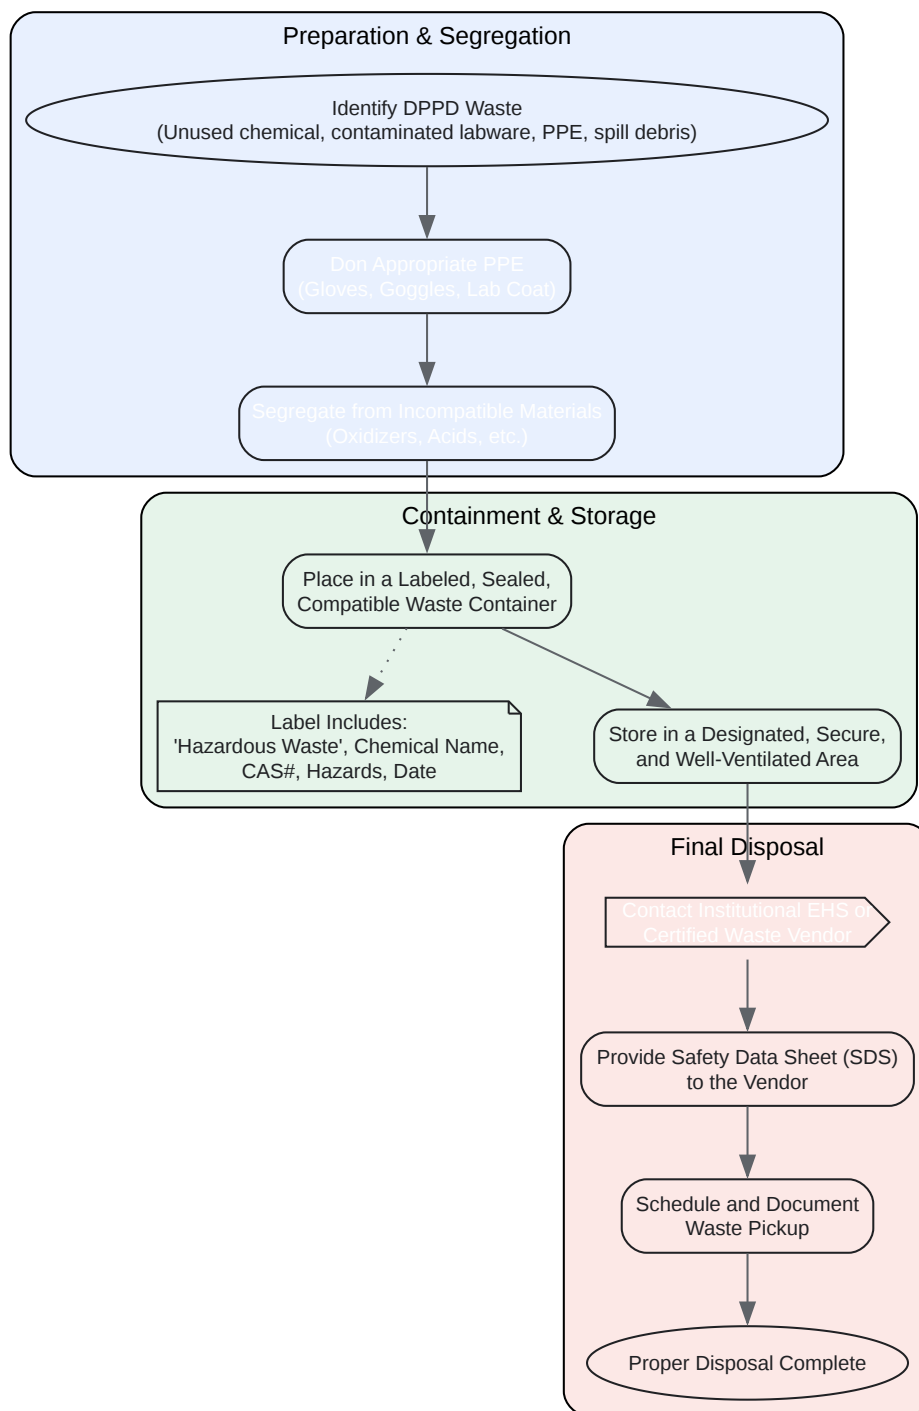 Preparation & Segregation
Identify DPPD Waste
(Unused chemical, contaminated labware, PPE, spill debris)
Don Appropriate PPE
(Gloves, Goggles, Lab Coat)
Segregate from Incompatible Materials
(Oxidizers, Acids, etc.)
Containment & Storage
Place in a Labeled, Sealed,
Compatible Waste Container
Label Includes:
'Hazardous Waste', Chemical Name,
CAS#, Hazards, Date
Store in a Designated, Secure,
and Well-Ventilated Area
Final Disposal
Contact Institutional EHS or
Certified Waste Vendor
Provide Safety Data Sheet (SDS)
to the Vendor
Schedule and Document
Waste Pickup
Proper Disposal Complete